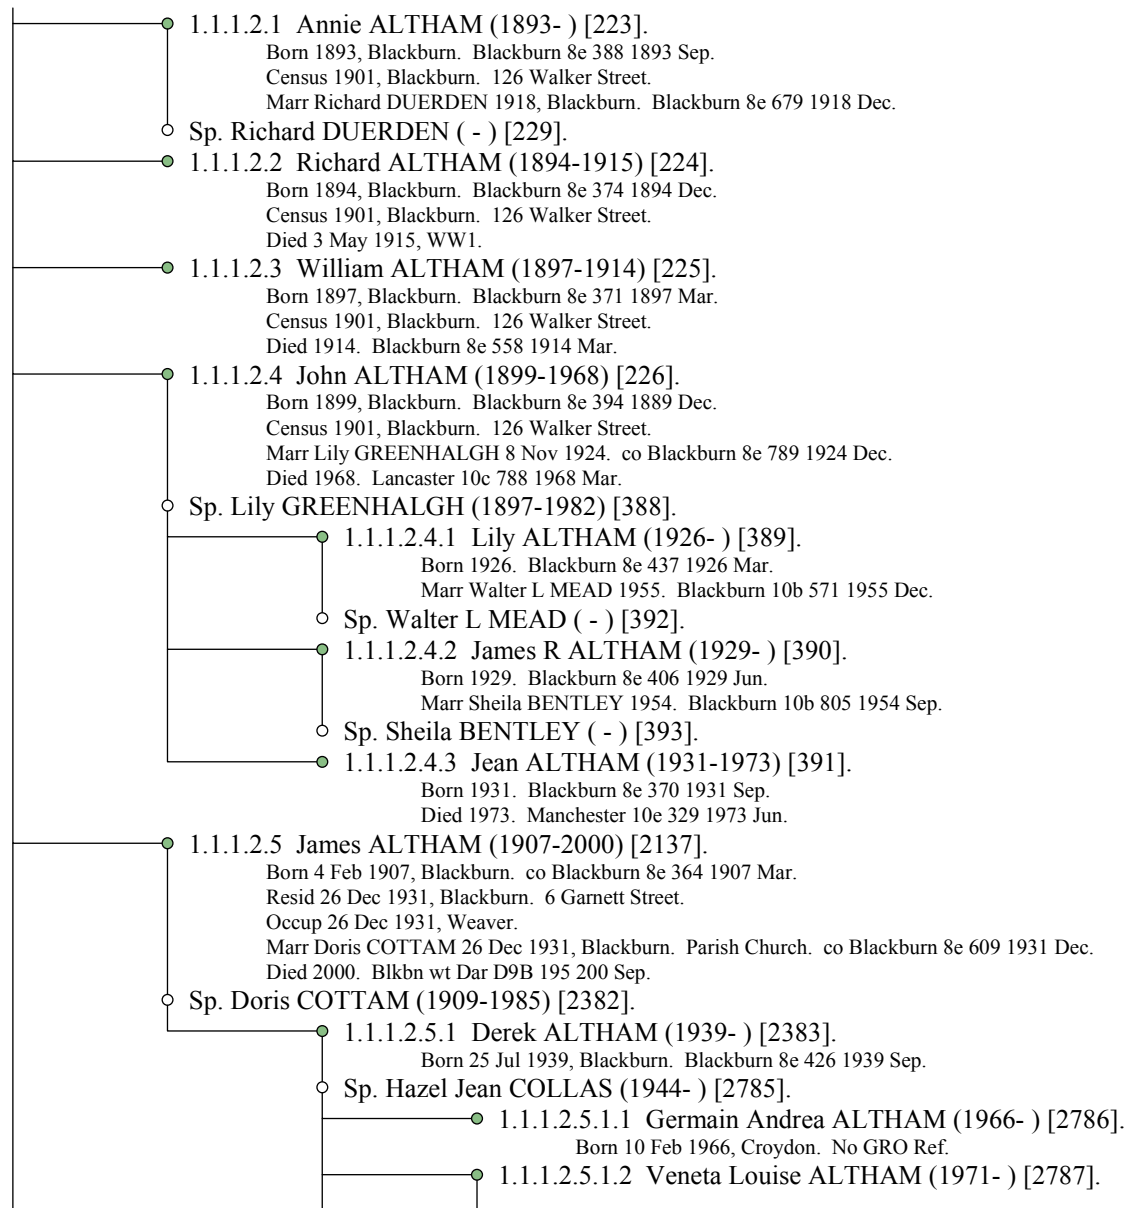 1.1.1.2.1 Annie ALTHAM (1893- ) [223].
Born 1893, Blackburn. Blackburn 8e 388 1893 Sep.
Census 1901, Blackburn. 126 Walker Street.
Marr Richard DUERDEN 1918, Blackburn. Blackburn 8e 679 1918 Dec.
Sp. Richard DUERDEN ( - ) [229].
1.1.1.2.2 Richard ALTHAM (1894-1915) [224].
Born 1894, Blackburn. Blackburn 8e 374 1894 Dec.
Census 1901, Blackburn. 126 Walker Street.
Died 3 May 1915, WW1.
1.1.1.2.3 William ALTHAM (1897-1914) [225].
Born 1897, Blackburn. Blackburn 8e 371 1897 Mar.
Census 1901, Blackburn. 126 Walker Street.
Died 1914. Blackburn 8e 558 1914 Mar.
1.1.1.2.4 John ALTHAM (1899-1968) [226].
Born 1899, Blackburn. Blackburn 8e 394 1889 Dec.
Census 1901, Blackburn. 126 Walker Street.
Marr Lily GREENHALGH 8 Nov 1924. co Blackburn 8e 789 1924 Dec.
Died 1968. Lancaster 10c 788 1968 Mar.
Sp. Lily GREENHALGH (1897-1982) [388].
1.1.1.2.4.1 Lily ALTHAM (1926- ) [389].
Born 1926. Blackburn 8e 437 1926 Mar.
Marr Walter L MEAD 1955. Blackburn 10b 571 1955 Dec.
Sp. Walter L MEAD ( - ) [392].
1.1.1.2.4.2 James R ALTHAM (1929- ) [390].
Born 1929. Blackburn 8e 406 1929 Jun.
Marr Sheila BENTLEY 1954. Blackburn 10b 805 1954 Sep.
Sp. Sheila BENTLEY ( - ) [393].
1.1.1.2.4.3 Jean ALTHAM (1931-1973) [391].
Born 1931. Blackburn 8e 370 1931 Sep.
Died 1973. Manchester 10e 329 1973 Jun.
1.1.1.2.5 James ALTHAM (1907-2000) [2137].
Born 4 Feb 1907, Blackburn. co Blackburn 8e 364 1907 Mar.
Resid 26 Dec 1931, Blackburn. 6 Garnett Street.
Occup 26 Dec 1931, Weaver.
Marr Doris COTTAM 26 Dec 1931, Blackburn. Parish Church. co Blackburn 8e 609 1931 Dec.
Died 2000. Blkbn wt Dar D9B 195 200 Sep.
Sp. Doris COTTAM (1909-1985) [2382].
1.1.1.2.5.1 Derek ALTHAM (1939- ) [2383].
Born 25 Jul 1939, Blackburn. Blackburn 8e 426 1939 Sep.
Sp. Hazel Jean COLLAS (1944- ) [2785].
1.1.1.2.5.1.1 Germain Andrea ALTHAM (1966- ) [2786].
Born 10 Feb 1966, Croydon. No GRO Ref.
1.1.1.2.5.1.2 Veneta Louise ALTHAM (1971- ) [2787].